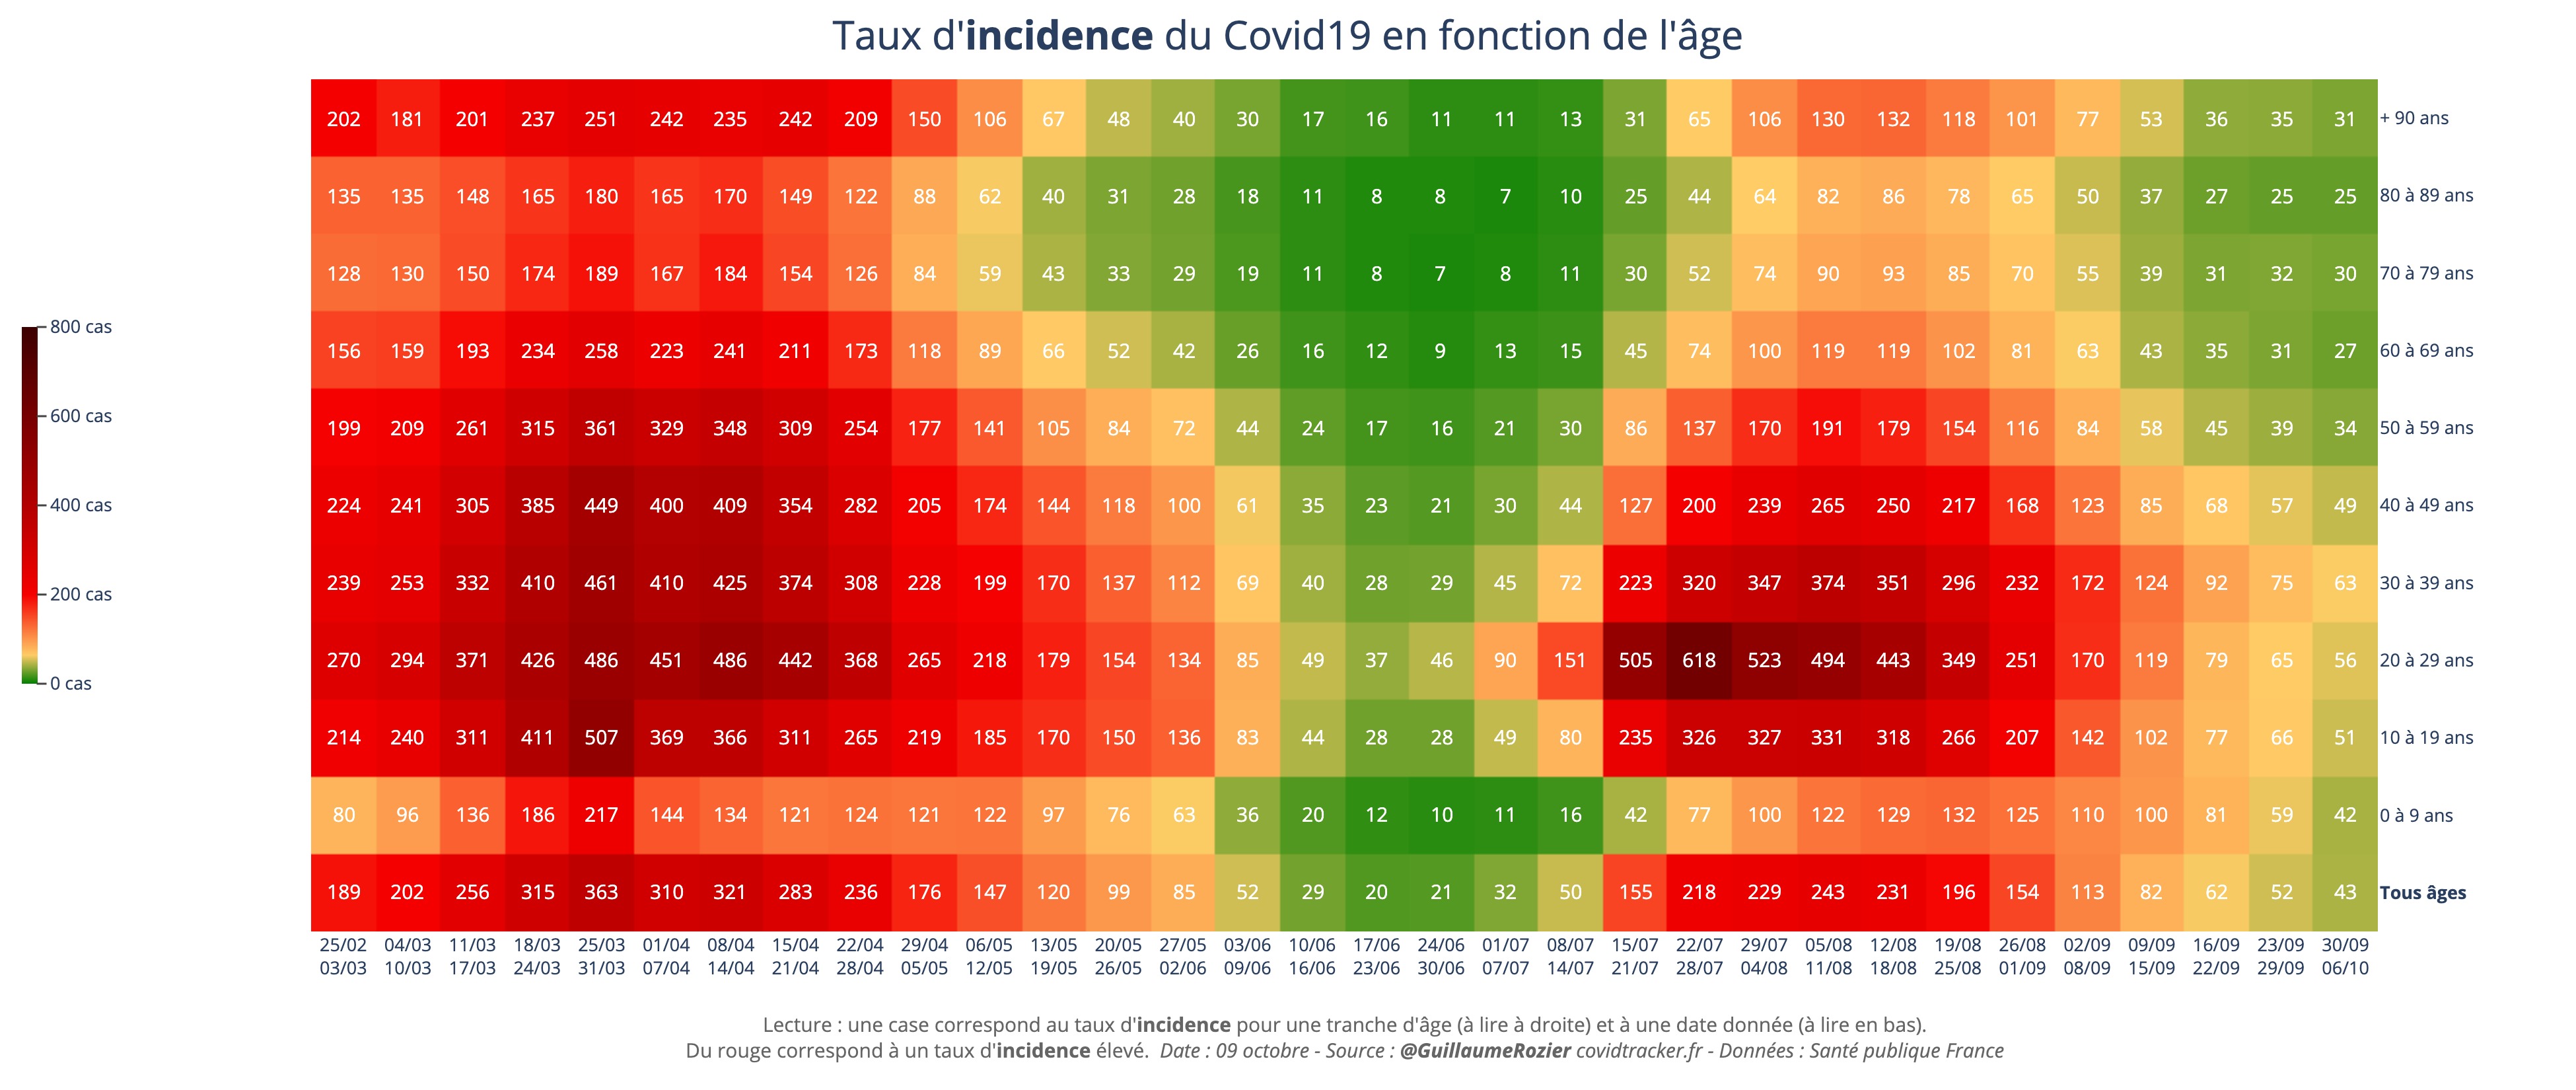 Taux d'incidence du Covid19 en fonction de l'âge
800 cas
600 cas
400 cas
200 cas
0 cas
202 181 201 237 251 242 235 242 209 150 106 67 48 40 30 17 16 11 11 13 31 65 106 130 132 118 101 77 53 36 35 31 + 90 ans
135 135 148 165 180 165 170 149 122 88 62 40 31 28 18 11 8 8 7 10 25 44 64 82 86 78 65 50 37 27 25 25 80 à 89 ans
128 130 150 174 189 167 184 154 126 84 59 43 33 29 19 11 8 7 8 11 30 52 74 90 93 85 70 55 39 31 32 30 70 à 79 ans
156 159 193 234 258 223 241 211 173 118 89 66 52 42 26 16 12 9 13 15 45 74 100 119 119 102 81 63 43 35 31 27 60 à 69 ans
199 209 261 315 361 329 348 309 254 177 141 105 84 72 44 24 17 16 21 30 86 137 170 191 179 154 116 84 58 45 39 34 50 à 59 ans
224 241 305 385 449 400 409 354 282 205 174 144 118 100 61 35 23 21 30 44 127 200 239 265 250 217 168 123 85 68 57 49 40 à 49 ans
239 253 332 410 461 410 425 374 308 228 199 170 137 112 69 40 28 29 45 72 223 320 347 374 351 296 232 172 124 92 75 63 30 à 39 ans
270 294 371 426 486 451 486 442 368 265 218 179 154 134 85 49 37 46 90 151 505 618 523 494 443 349 251 170 119 79 65 56 20 à 29 ans
214 240 311 411 507 369 366 311 265 219 185 170 150 136 83 44 28 28 49 80 235 326 327 331 318 266 207 142 102 77 66 51 10 à 19 ans
80 96 136 186 217 144 134 121 124 121 122 97 76 63 36 20 12 10 11 16 42 77 100 122 129 132 125 110 100 81 59 42 0 à 9 ans
189 202 256 315 363 310 321 283 236 176 147 120 99 85 52 29 20 21 32 50 155 218 229 243 231 196 154 113 82 62 52 43 Tous âges
25/02 04/03 11/03 18/03 25/03 01/04 08/04 15/04 22/04 29/04 06/05 13/05 20/05 27/05 03/06 10/06 17/06 24/06 01/07 08/07 15/07 22/07 29/07 05/08 12/08 19/08 26/08 02/09 09/09 16/09 23/09 30/09
03/03 10/03 17/03 24/03 31/03 07/04 14/04 21/04 28/04 05/05 12/05 19/05 26/05 02/06 09/06 16/06 23/06 30/06 07/07 14/07 21/07 28/07 04/08 11/08 18/08 25/08 01/09 08/09 15/09 22/09 29/09 06/10
Lecture : une case correspond au taux d'incidence pour une tranche d'âge (à lire à droite) et à une date donnée (à lire en bas).
Du rouge correspond à un taux d'incidence élevé. Date : 09 octobre - Source : @GuillaumeRozier covidtracker.fr - Données : Santé publique France